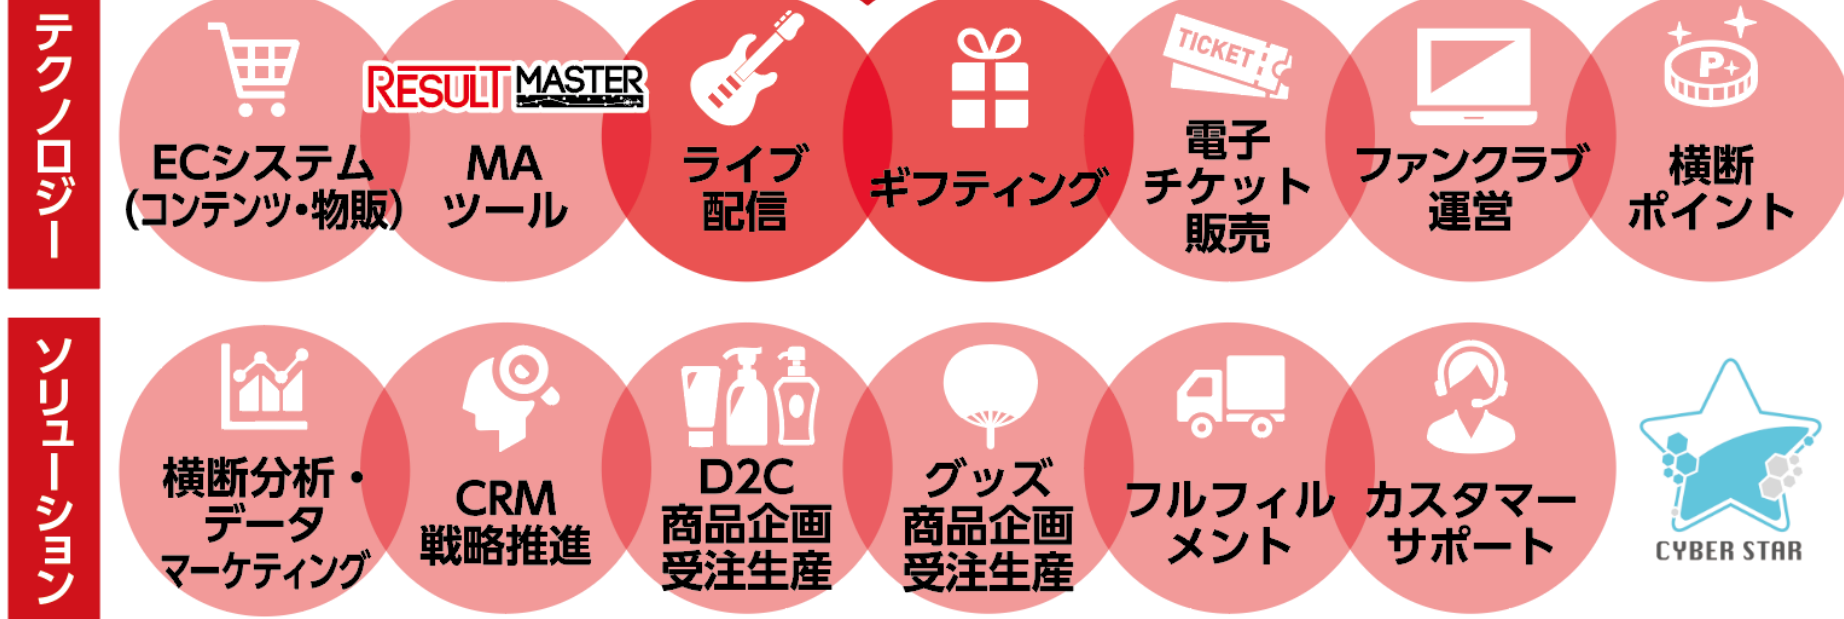 テクノロジー
ECシステム
(コンテンツ・物販)
RESULT MASTER
MA
ツール
ライブ
配信
ギフティング
TICKET
電子
チケット
販売
ファンクラブ
運営
P+
横断
ポイント
ソリューション
横断分析・
データ
マーケティング
CRM
戦略推進
D2C
商品企画
受注生産
グッズ
商品企画
受注生産
フルフィル
メント
カスタマー
サポート
CYBER STAR